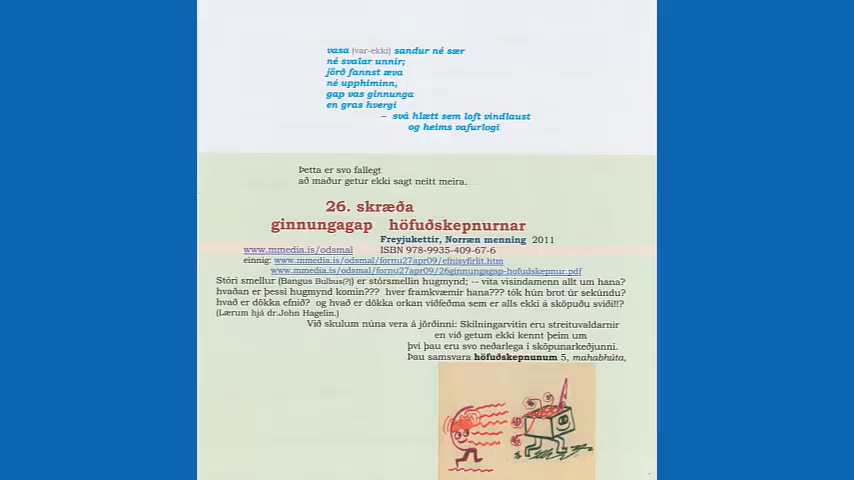 vasa (var-ekki) sandur né sær
né svalar unnir;
jörð fannst æva
né upphiminn,
gap vas ginnunga
en gras hvergi
– svá hlætt sem loft vindlaust
og heims vafurlogi
Þetta er svo fallegt
að maður getur ekki sagt neitt meira.
26. skræða
ginnungagap höfuðskepnurnar
Freyjukettir, Norræn menning 2011
www.mmedia.is/odsmal ISBN 978-9935-409-67-6
einnig: www.mmedia.is/odsmal/fornu27apr09/efnisyfirlit.htm
www.mmedia.is/odsmal/fornu27apr09/26ginnungagap-hofudskepnur.pdf
Stóri smellur (Bangus Bulbus(?) er stórsmellin hugmynd; -- vita vísindamenn allt um hana?
hvaðan er þessi hugmynd komin??? hver framkvæmir hana??? tók hún brot úr sekúndu?
hvað er dökka efnið? og hvað er dökka orkan víðfeðma sem er alls ekki á sköpuðu sviði!!?
(Lærum hjá dr.John Hagelin.)
Við skulum núna vera á jörðinni: Skilningarvitin eru streituvaldarnir
en við getum ekki kennt þeim um
því þau eru svo neðarlega í sköpunarkeðjunni.
Þau samsvara höfuðskepnunum 5, mahabhúta,